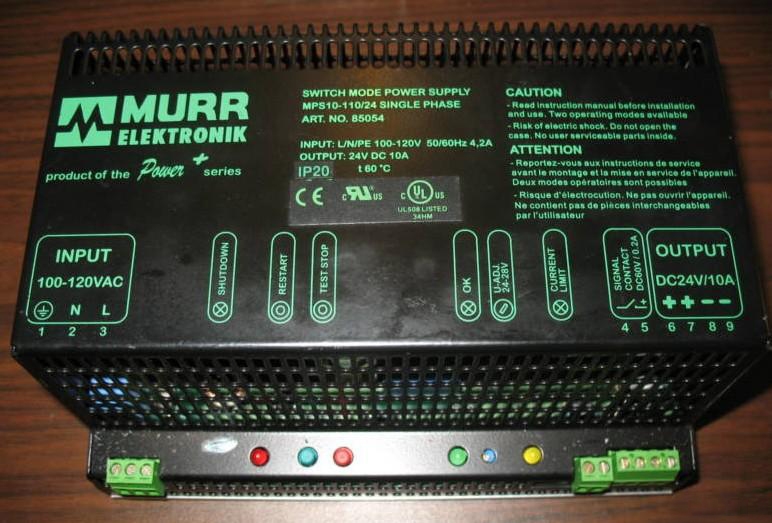 MURR
ELEKTRONIK
product of the Power + series
SWITCH MODE POWER SUPPLY
MPS10-110/24 SINGLE PHASE
ART. NO. 85054
INPUT: L/N/PE 100-120V 50/60Hz 4,2A
OUTPUT: 24V DC 10A
IP20 t 60 °C
CE c RU US c UL US
UL508 LISTED
34HM
CAUTION
- Read instruction manual before installation
and use. Two operating modes available
- Risk of electric shock. Do not open the
case. No user serviceable parts inside.
ATTENTION
- Reportez-vous aux instructions de service
avant le montage et la mise en service de l'appareil.
Deux modes opératoires sont possibles
- Risque d'électrocution. Ne pas ouvrir l'appareil.
Ne contient pas de pièces interchangeables
par l'utilisateur
INPUT
100-120VAC
N L
1 2 3
SHUTDOWN
RESTART
TEST STOP
OK
U-ADJ.
24-28V
CURRENT
LIMIT
SIGNAL
CONTACT
DC60V / 0.2A
+
4 5
OUTPUT
DC24V/10A
+ + - -
6 7 8 9